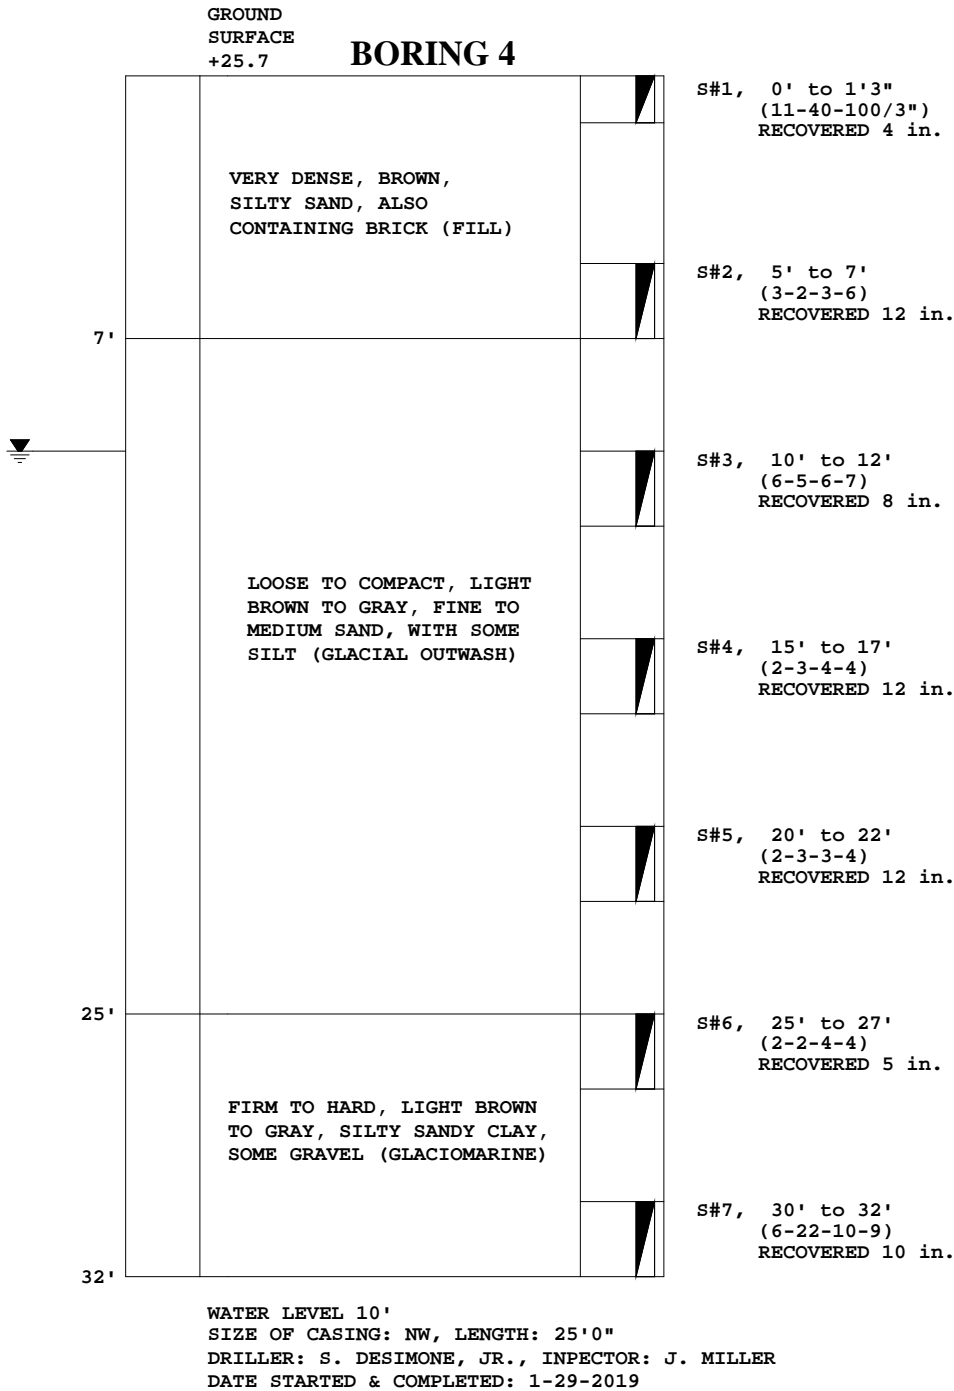 GROUND
SURFACE
+25.7
BORING 4
S#1, 0' to 1'3"
(11-40-100/3")
RECOVERED 4 in.
VERY DENSE, BROWN,
SILTY SAND, ALSO
CONTAINING BRICK (FILL)
S#2, 5' to 7'
(3-2-3-6)
RECOVERED 12 in.
7'
S#3, 10' to 12'
(6-5-6-7)
RECOVERED 8 in.
LOOSE TO COMPACT, LIGHT
BROWN TO GRAY, FINE TO
MEDIUM SAND, WITH SOME
SILT (GLACIAL OUTWASH)
S#4, 15' to 17'
(2-3-4-4)
RECOVERED 12 in.
S#5, 20' to 22'
(2-3-3-4)
RECOVERED 12 in.
25'
S#6, 25' to 27'
(2-2-4-4)
RECOVERED 5 in.
FIRM TO HARD, LIGHT BROWN
TO GRAY, SILTY SANDY CLAY,
SOME GRAVEL (GLACIOMARINE)
S#7, 30' to 32'
(6-22-10-9)
RECOVERED 10 in.
32'
WATER LEVEL 10'
SIZE OF CASING: NW, LENGTH: 25'0"
DRILLER: S. DESIMONE, JR., INPECTOR: J. MILLER
DATE STARTED & COMPLETED: 1-29-2019